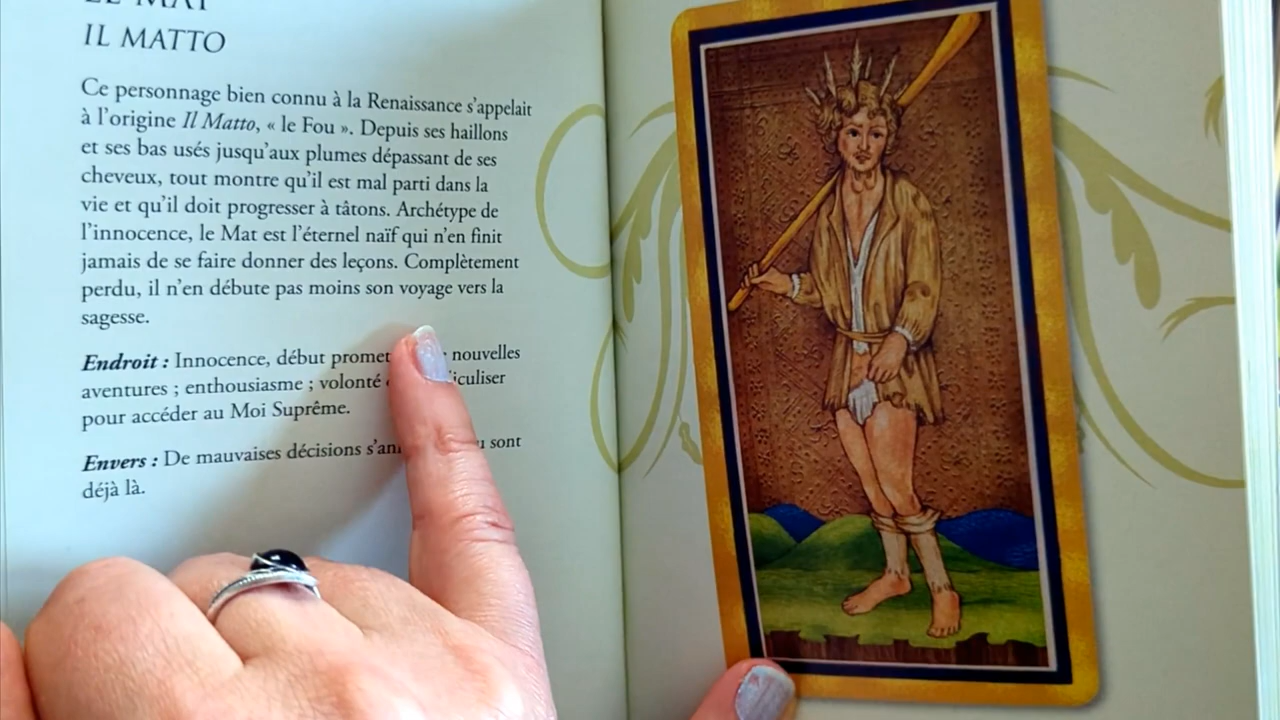 LE MAT
IL MATTO
Ce personnage bien connu à la Renaissance s'appelait
à l'origine Il Matto, « le Fou ». Depuis ses haillons
et ses bas usés jusqu'aux plumes dépassant de ses
cheveux, tout montre qu'il est mal parti dans la
vie et qu'il doit progresser à tâtons. Archétype de
l'innocence, le Mat est l'éternel naïf qui n'en finit
jamais de se faire donner des leçons. Complètement
perdu, il n'en débute pas moins son voyage vers la
sagesse.
Endroit : Innocence, début nouvelles
aventures ; enthousiasme ; volonté
pour accéder au Moi Suprême.
Envers : De mauvaises décisions sont
déjà là.